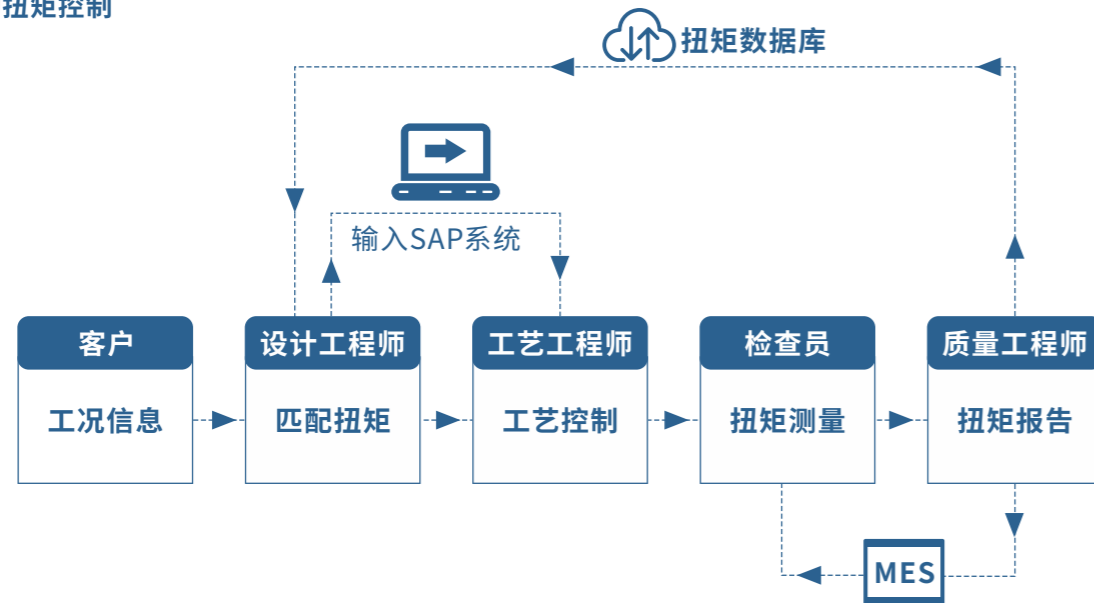 扭矩控制
扭矩数据库
输入SAP系统
客户
设计工程师
工艺工程师
检查员
质量工程师
工况信息
匹配扭矩
工艺控制
扭矩测量
扭矩报告
MES